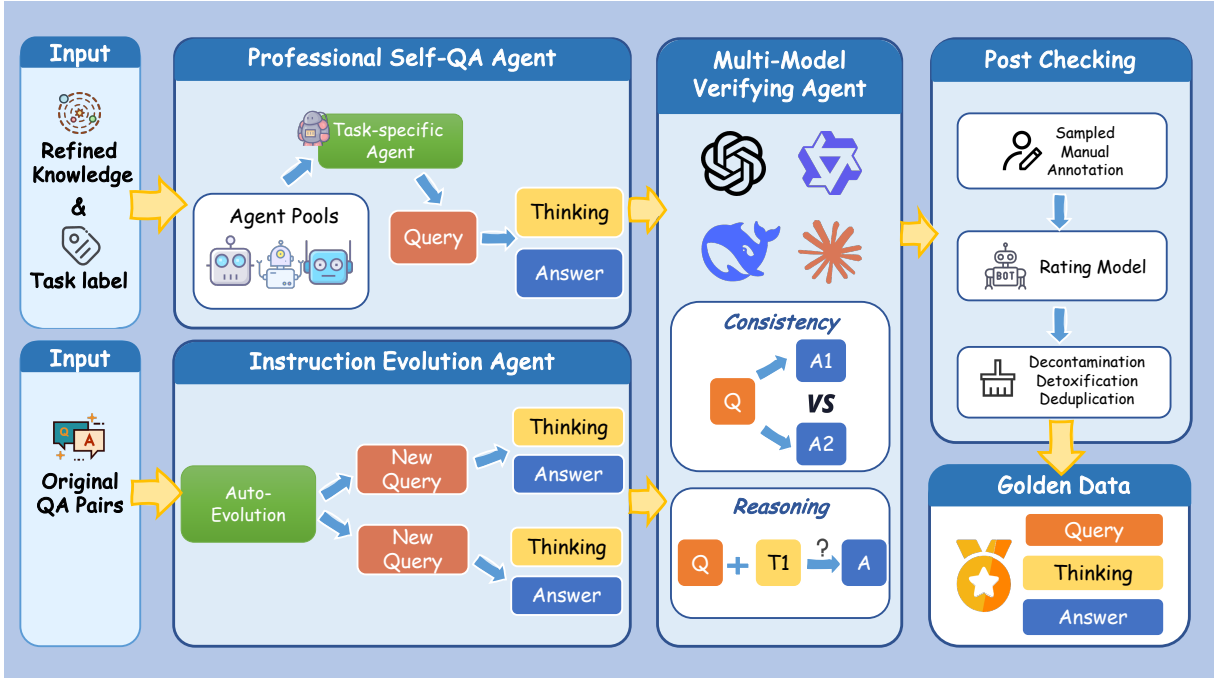 Input
Refined
Knowledge
&
Task label
Professional Self-QA Agent
Task-specific
Agent
Agent Pools
Query
Thinking
Answer
Input
Q
A
Original
QA Pairs
Instruction Evolution Agent
Auto-
Evolution
New
Query
Thinking
Answer
New
Query
Thinking
Answer
Multi-Model
Verifying Agent
Consistency
Q
A1
VS
A2
Reasoning
Q
+
T1
?
A
Post Checking
Sampled
Manual
Annotation
BOT
Rating Model
Decontamination
Detoxification
Deduplication
Golden Data
Query
Thinking
Answer